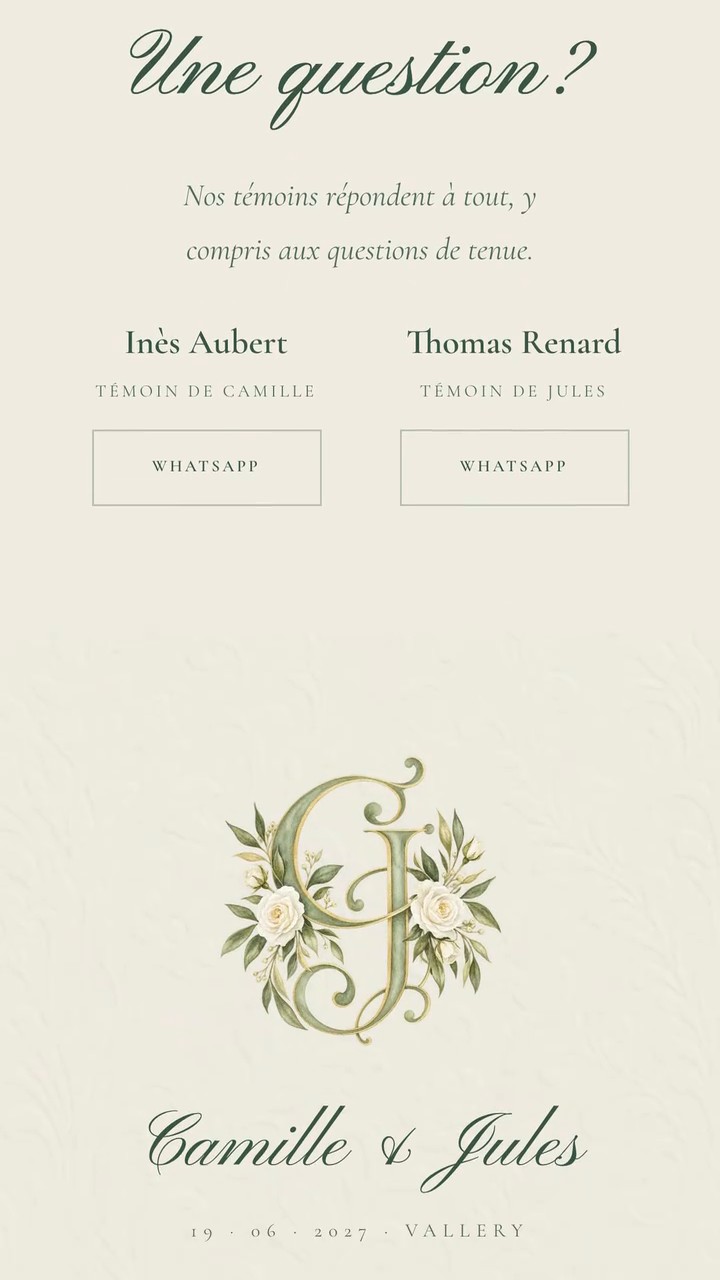 Une question ?
Nos témoins répondent à tout, y
compris aux questions de tenue.
Inès Aubert
TÉMOIN DE CAMILLE
WHATSAPP
Thomas Renard
TÉMOIN DE JULES
WHATSAPP
CJ
Camille & Jules
19 · 06 · 2027 · VALLERY